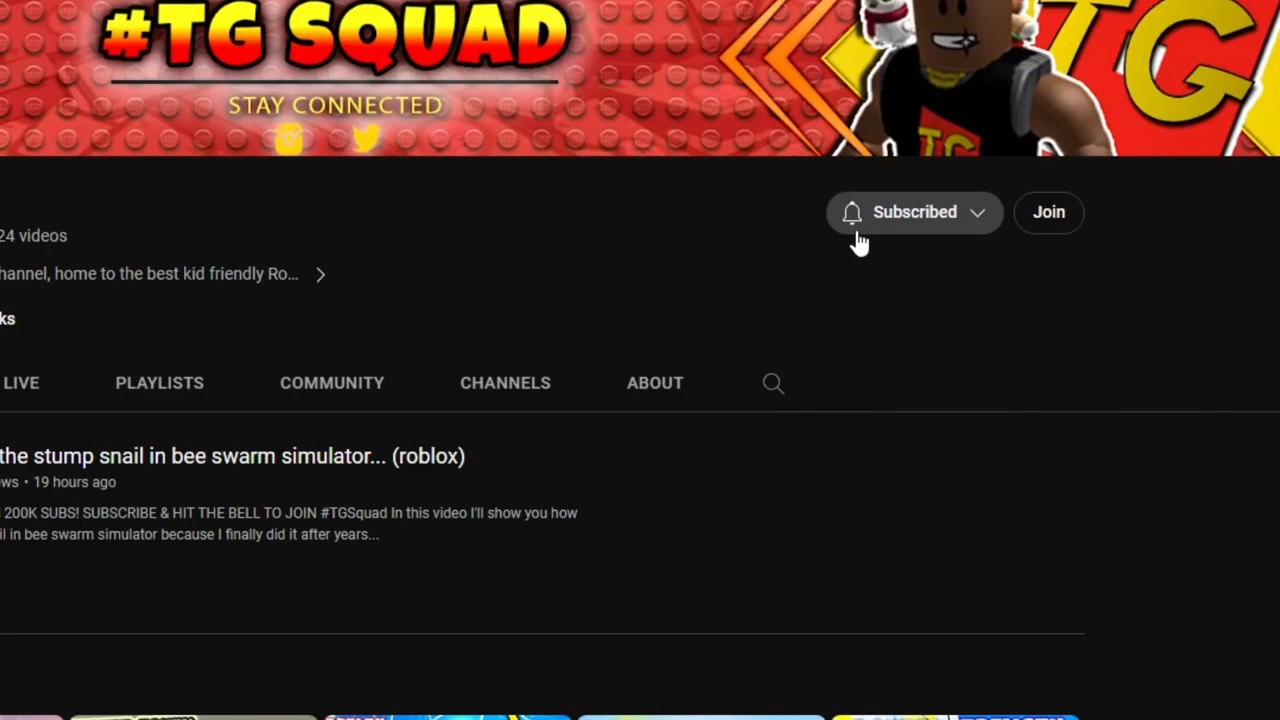 #TG SQUAD
STAY CONNECTED
TG
TG
Subscribed
Join
24 videos
hannel, home to the best kid friendly Ro...
ks
LIVE
PLAYLISTS
COMMUNITY
CHANNELS
ABOUT
the stump snail in bee swarm simulator... (roblox)
ews • 19 hours ago
200K SUBS! SUBSCRIBE & HIT THE BELL TO JOIN #TGSquad In this video I'll show you how
il in bee swarm simulator because I finally did it after years...